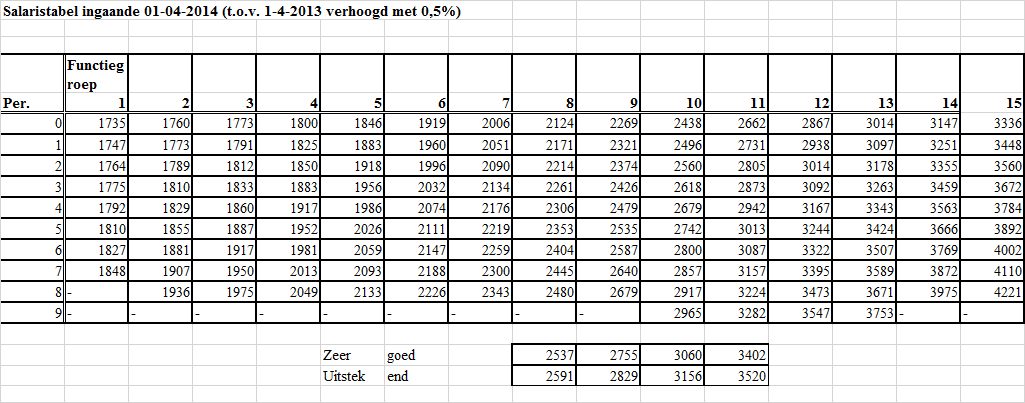 Salaristabel ingaande 01-04-2014 (t.o.v. 1-4-2013 verhoogd met 0,5%)
Functieg
roep
Per. 1 2 3 4 5 6 7 8 9 10 11 12 13 14 15
0 1735 1760 1773 1800 1846 1919 2006 2124 2269 2438 2662 2867 3014 3147 3336
1 1747 1773 1791 1825 1883 1960 2051 2171 2321 2496 2731 2938 3097 3251 3448
2 1764 1789 1812 1850 1918 1996 2090 2214 2374 2560 2805 3014 3178 3355 3560
3 1775 1810 1833 1883 1956 2032 2134 2261 2426 2618 2873 3092 3263 3459 3672
4 1792 1829 1860 1917 1986 2074 2176 2306 2479 2679 2942 3167 3343 3563 3784
5 1810 1855 1887 1952 2026 2111 2219 2353 2535 2742 3013 3244 3424 3666 3892
6 1827 1881 1917 1981 2059 2147 2259 2404 2587 2800 3087 3322 3507 3769 4002
7 1848 1907 1950 2013 2093 2188 2300 2445 2640 2857 3157 3395 3589 3872 4110
8 - 1936 1975 2049 2133 2226 2343 2480 2679 2917 3224 3473 3671 3975 4221
9 - - - - - - - - - 2965 3282 3547 3753 - -
Zeer goed 2537 2755 3060 3402
Uitstek end 2591 2829 3156 3520